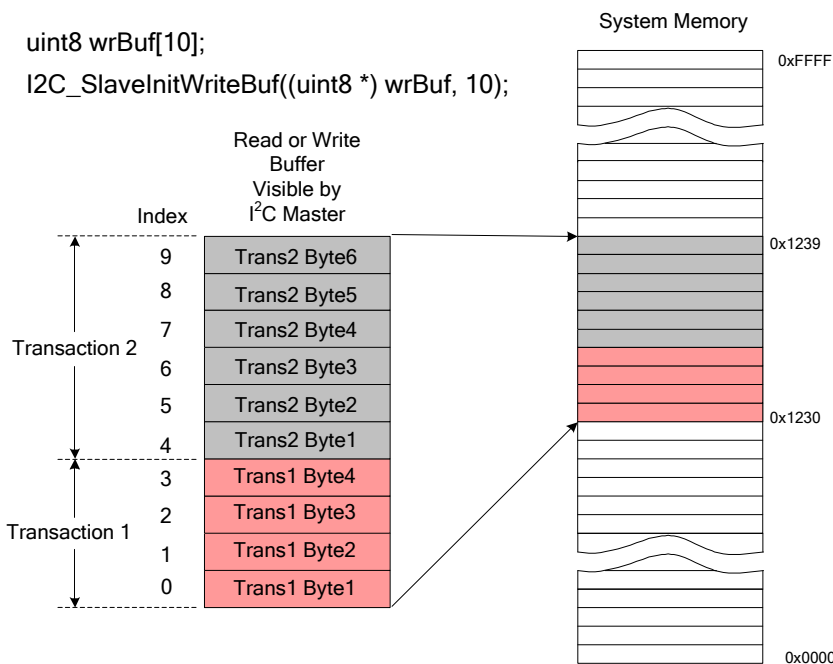 uint8 wrBuf[10];
I2C_SlaveInitWriteBuf((uint8 *) wrBuf, 10);
System Memory
0xFFFF
Read or Write
Buffer
Visible by
I²C Master
Index
9 Trans2 Byte6
8 Trans2 Byte5
7 Trans2 Byte4
Transaction 2
6 Trans2 Byte3
5 Trans2 Byte2
4 Trans2 Byte1
3 Trans1 Byte4
2 Trans1 Byte3
Transaction 1
1 Trans1 Byte2
0 Trans1 Byte1
0x1239
0x1230
0x0000